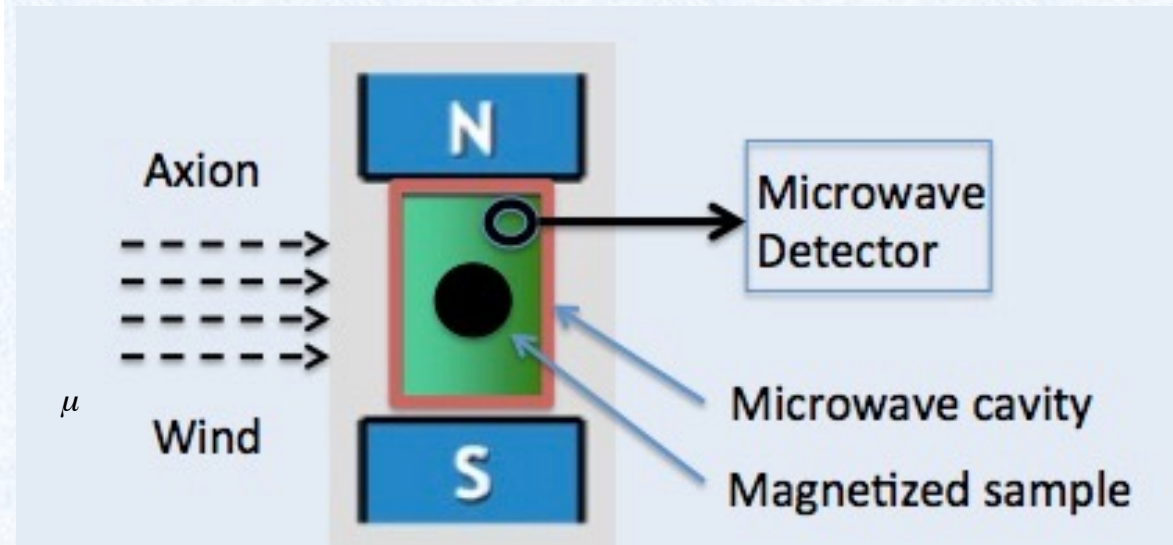 N
Axion
Microwave
Detector
μ
Wind
Microwave cavity
S
Magnetized sample